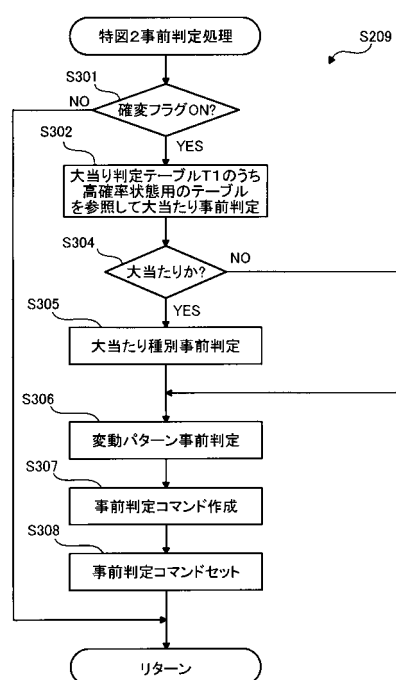 特図2事前判定処理
S209
S301
確変フラグON?
NO
YES
S302
大当り判定テーブルT1のうち
高確率状態用のテーブル
を参照して大当たり事前判定
S304
大当たりか?
NO
YES
S305
大当たり種別事前判定
S306
変動パターン事前判定
S307
事前判定コマンド作成
S308
事前判定コマンドセット
リターン